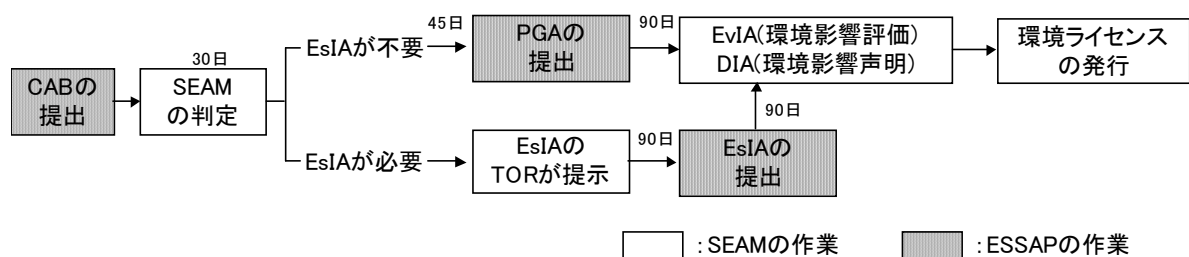 CABの
提出
30日
SEAM
の判定
EsIAが不要
45日
PGAの
提出
90日
EvIA(環境影響評価)
DIA(環境影響声明)
環境ライセンス
の発行
EsIAが必要
EsIAの
TORが提示
90日
EsIAの
提出
90日
:SEAMの作業
:ESSAPの作業